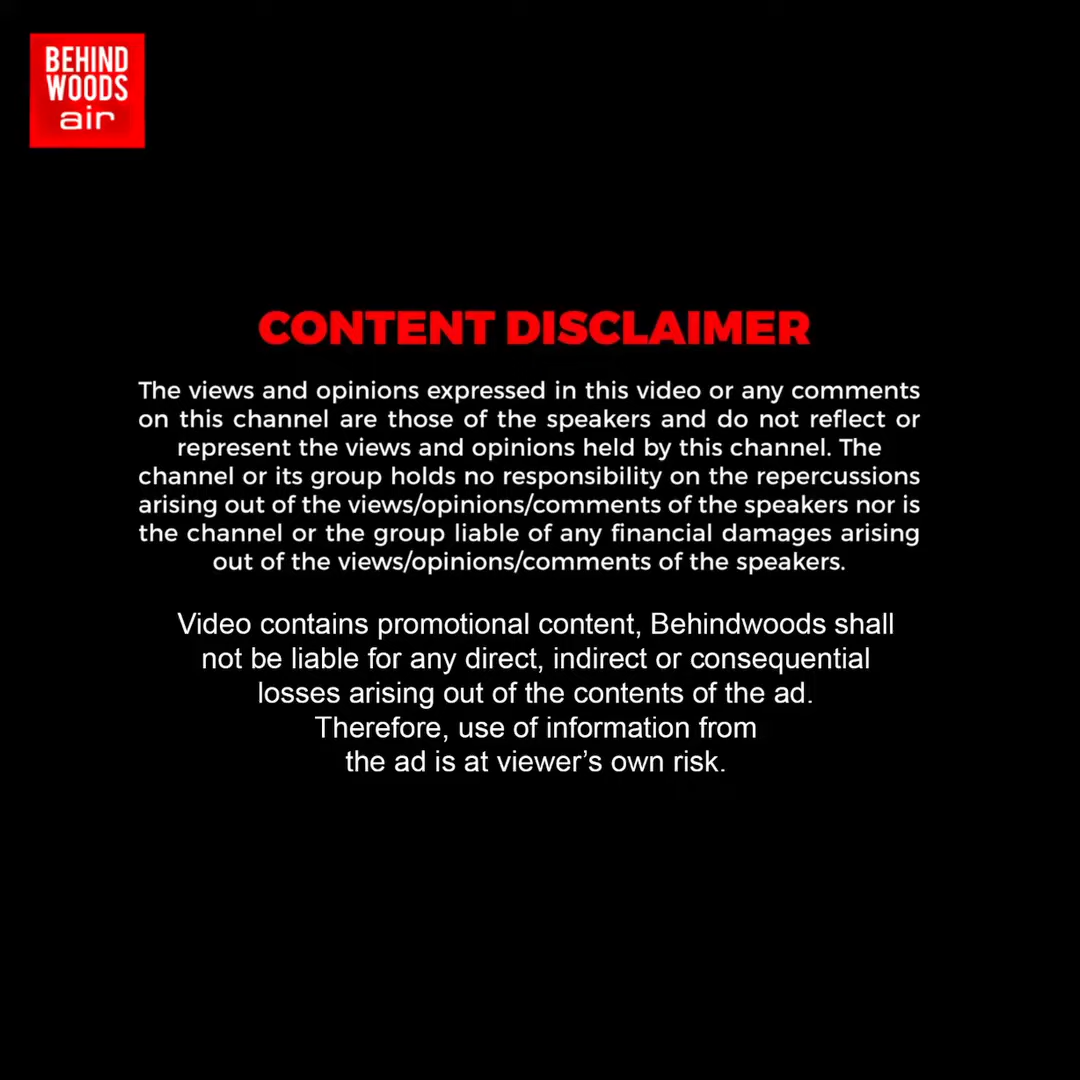 BEHIND
WOODS
air
CONTENT DISCLAIMER
The views and opinions expressed in this video or any comments
on this channel are those of the speakers and do not reflect or
represent the views and opinions held by this channel. The
channel or its group holds no responsibility on the repercussions
arising out of the views/opinions/comments of the speakers nor is
the channel or the group liable of any financial damages arising
out of the views/opinions/comments of the speakers.
Video contains promotional content, Behindwoods shall
not be liable for any direct, indirect or consequential
losses arising out of the contents of the ad.
Therefore, use of information from
the ad is at viewer’s own risk.